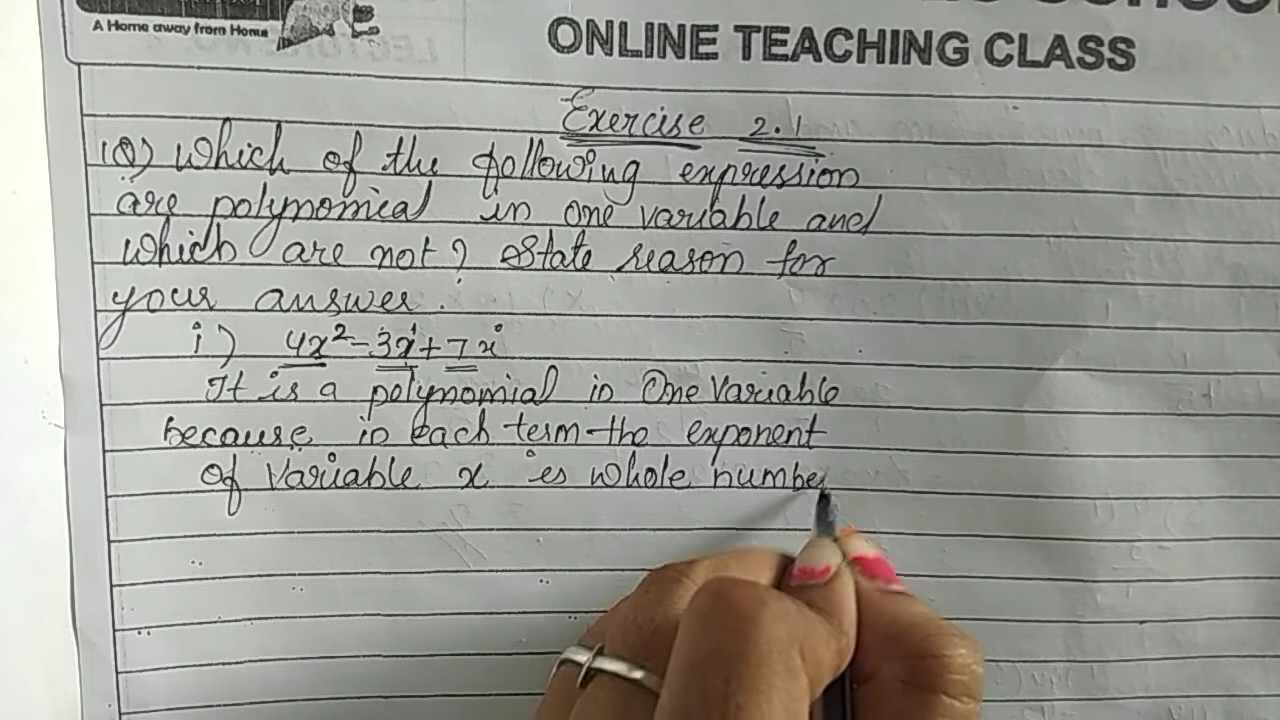 A Home away from Home
ONLINE TEACHING CLASS
Exercise 2.1
1Q) Which of the following expression
are polynomial in one variable and
which are not? State reason for
your answer.
i) 4x²-3x¹+7x⁰
It is a polynomial in One Variable
because in each term the exponent
of Variable x is whole number